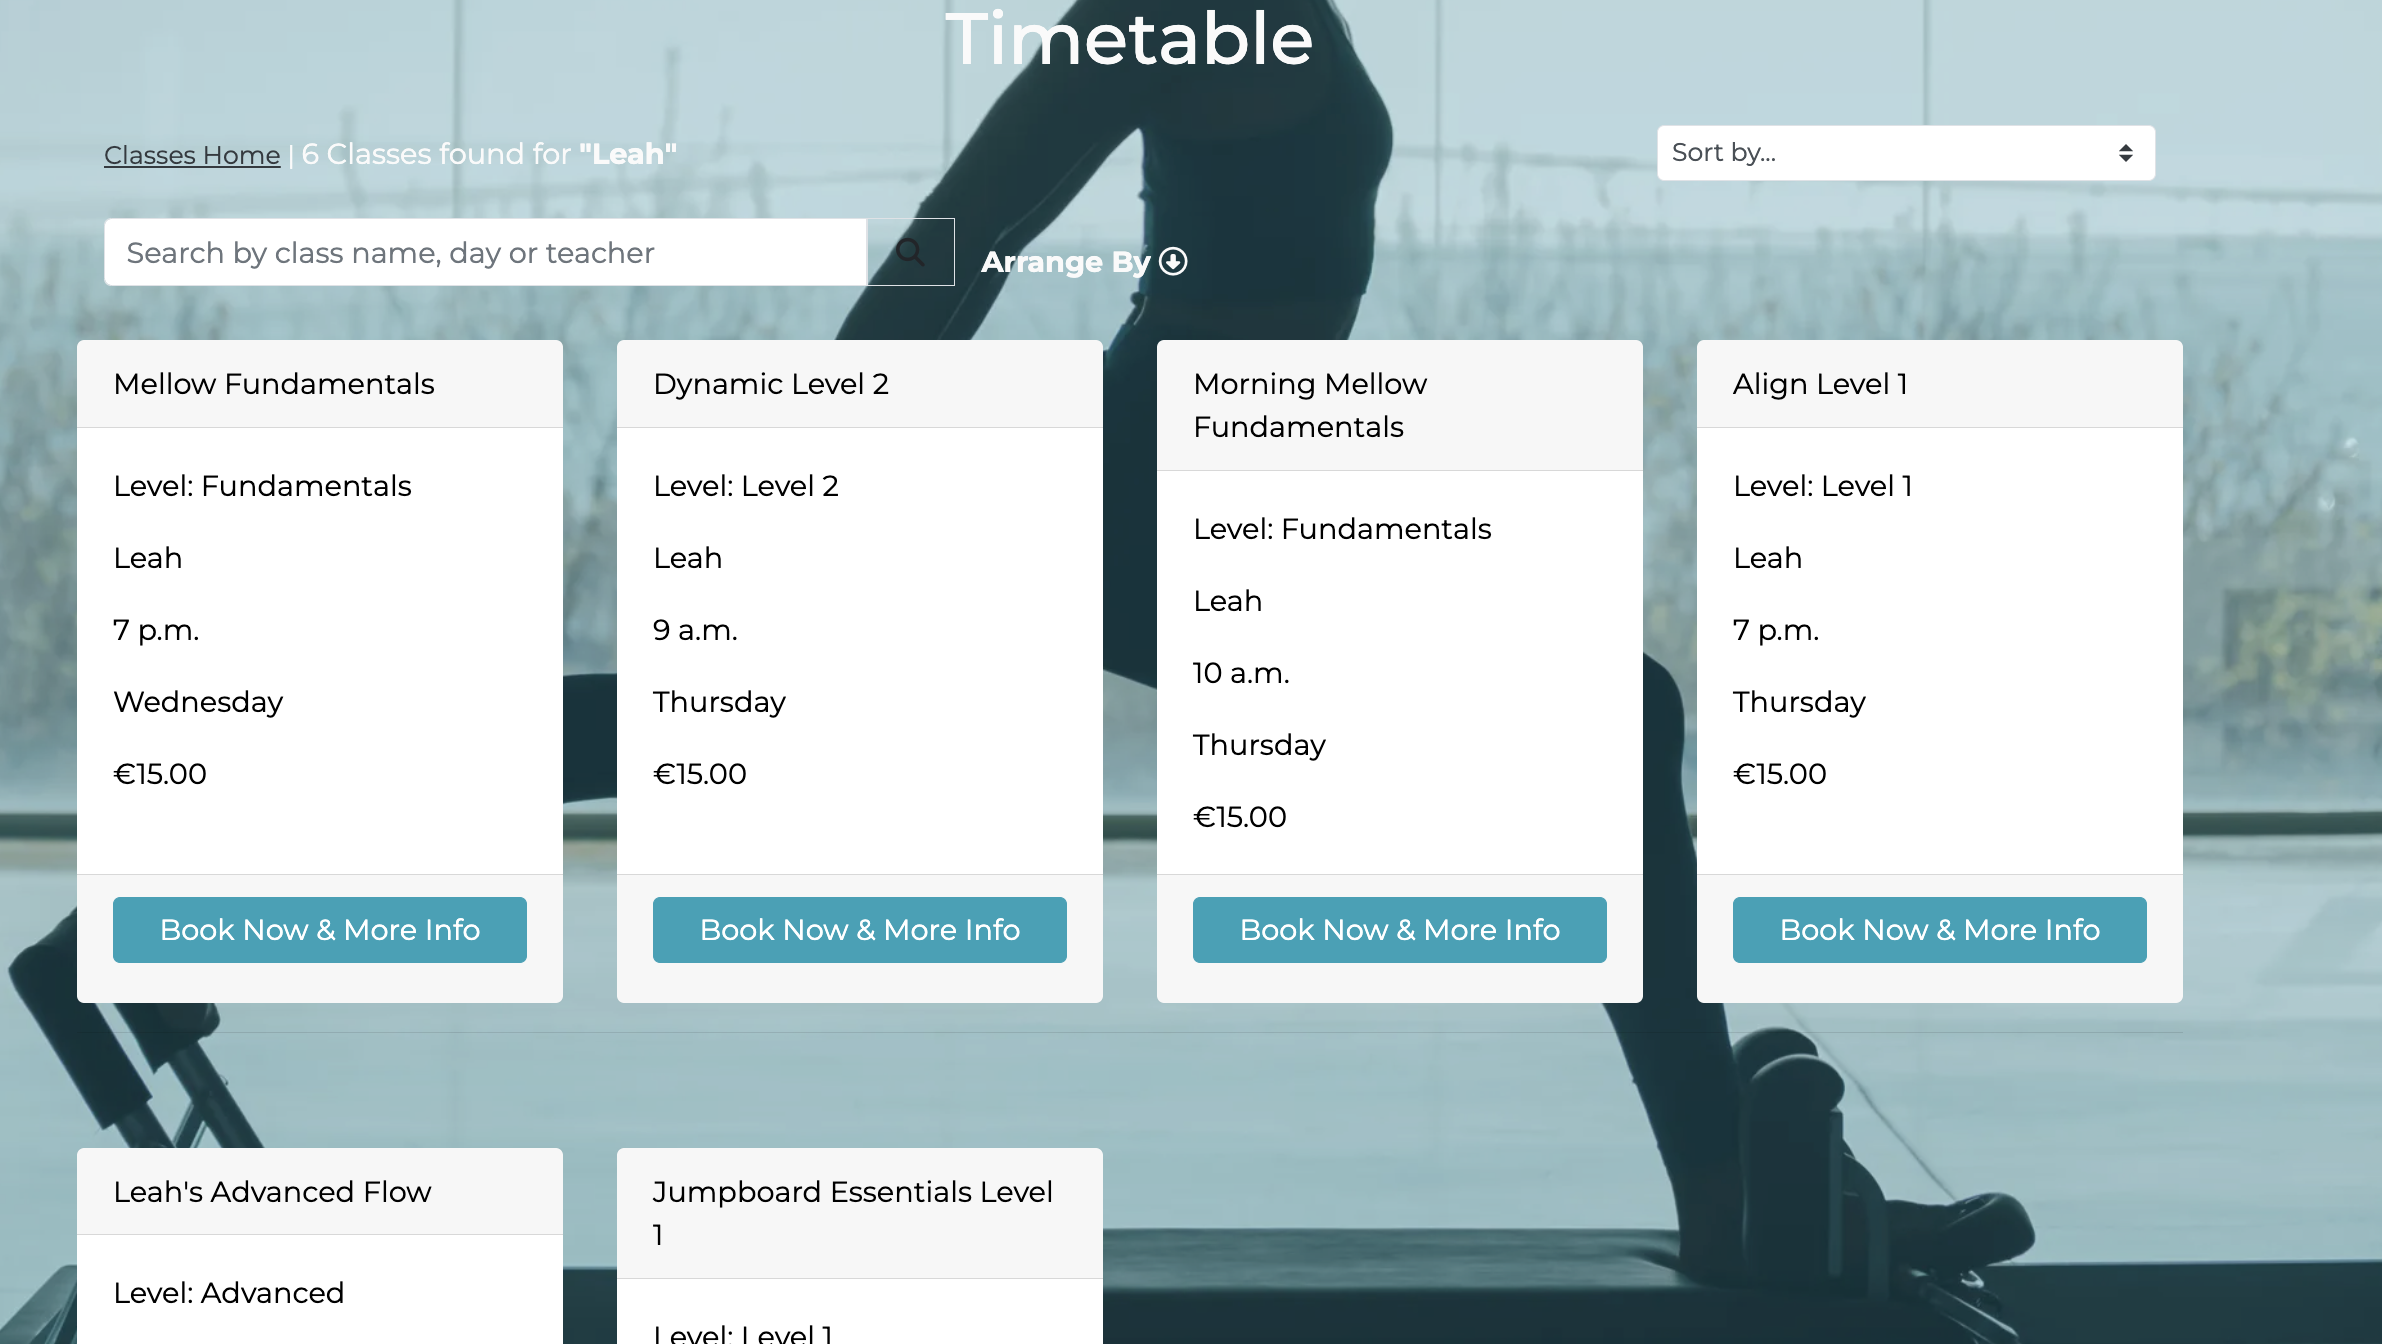 Timetable
Classes Home | 6 Classes found for "Leah"
Sort by...
Search by class name, day or teacher
Arrange By
Mellow Fundamentals
Level: Fundamentals
Leah
7 p.m.
Wednesday
€15.00
Book Now & More Info
Dynamic Level 2
Level: Level 2
Leah
9 a.m.
Thursday
€15.00
Book Now & More Info
Morning Mellow
Fundamentals
Level: Fundamentals
Leah
10 a.m.
Thursday
€15.00
Book Now & More Info
Align Level 1
Level: Level 1
Leah
7 p.m.
Thursday
€15.00
Book Now & More Info
Leah's Advanced Flow
Level: Advanced
Jumpboard Essentials Level
1
Level: Level 1